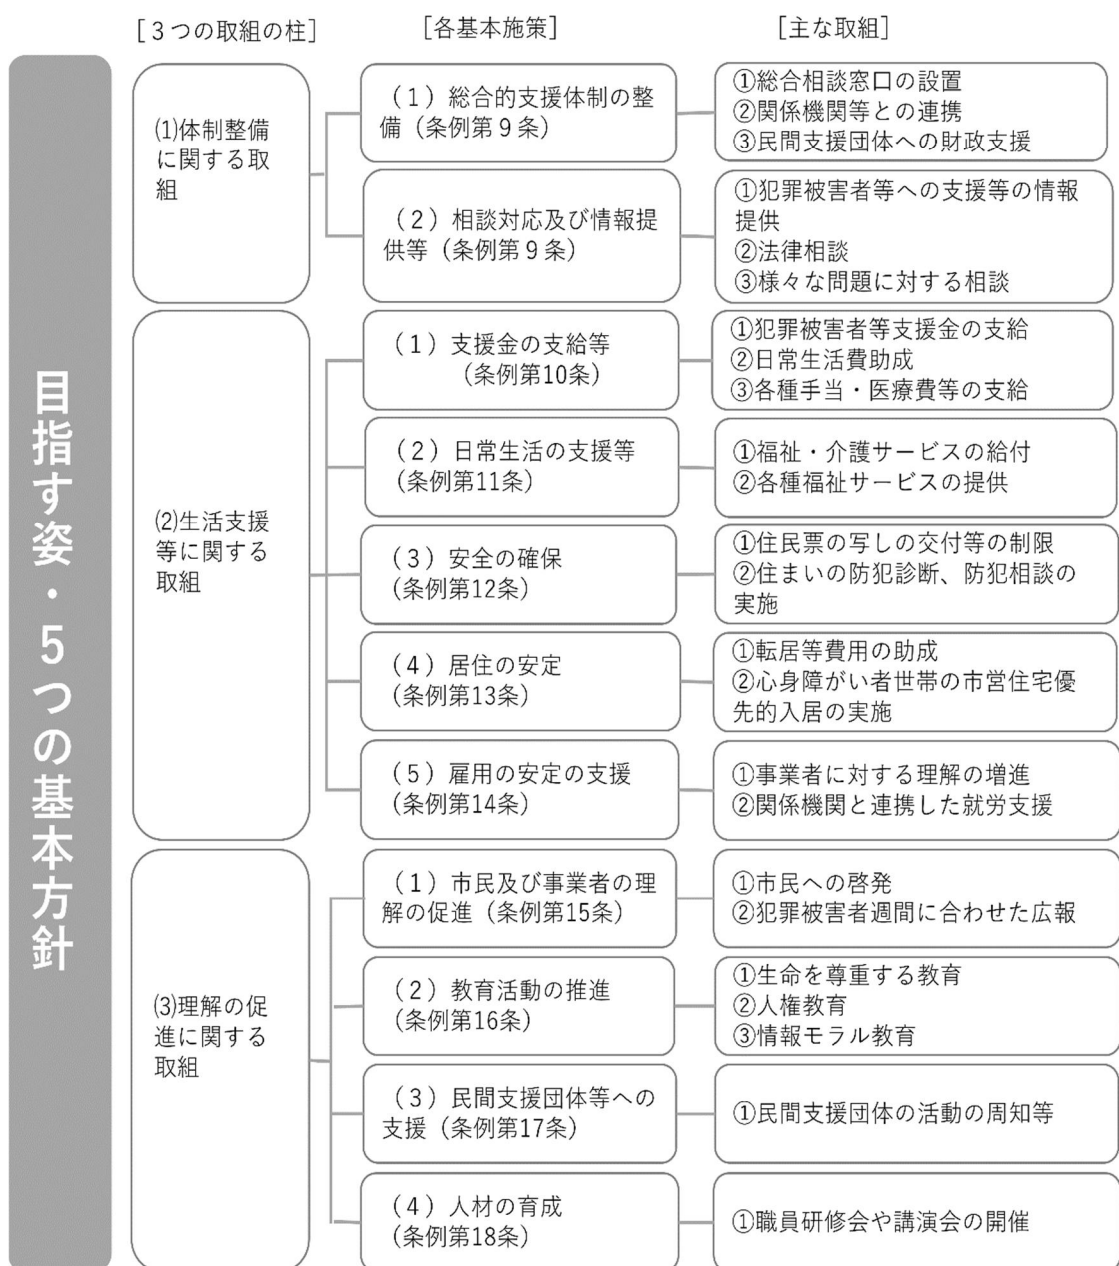 [３つの取組の柱]
[各基本施策]
[主な取組]
目指す姿・５つの基本方針
⑴体制整備
に関する取
組
（１）総合的支援体制の整
備（条例第９条）
①総合相談窓口の設置
②関係機関等との連携
③民間支援団体への財政支援
（２）相談対応及び情報提
供等（条例第９条）
①犯罪被害者等への支援等の情報
提供
②法律相談
③様々な問題に対する相談
⑵生活支援
等に関する
取組
（１）支援金の支給等
（条例第10条）
①犯罪被害者等支援金の支給
②日常生活費助成
③各種手当・医療費等の支給
（２）日常生活の支援等
（条例第11条）
①福祉・介護サービスの給付
②各種福祉サービスの提供
（３）安全の確保
（条例第12条）
①住民票の写しの交付等の制限
②住まいの防犯診断、防犯相談の
実施
（４）居住の安定
（条例第13条）
①転居等費用の助成
②心身障がい者世帯の市営住宅優
先的入居の実施
（５）雇用の安定の支援
（条例第14条）
①事業者に対する理解の増進
②関係機関と連携した就労支援
⑶理解の促
進に関する
取組
（１）市民及び事業者の理
解の促進（条例第15条）
①市民への啓発
②犯罪被害者週間に合わせた広報
（２）教育活動の推進
（条例第16条）
①生命を尊重する教育
②人権教育
③情報モラル教育
（３）民間支援団体等への
支援（条例第17条）
①民間支援団体の活動の周知等
（４）人材の育成
（条例第18条）
①職員研修会や講演会の開催